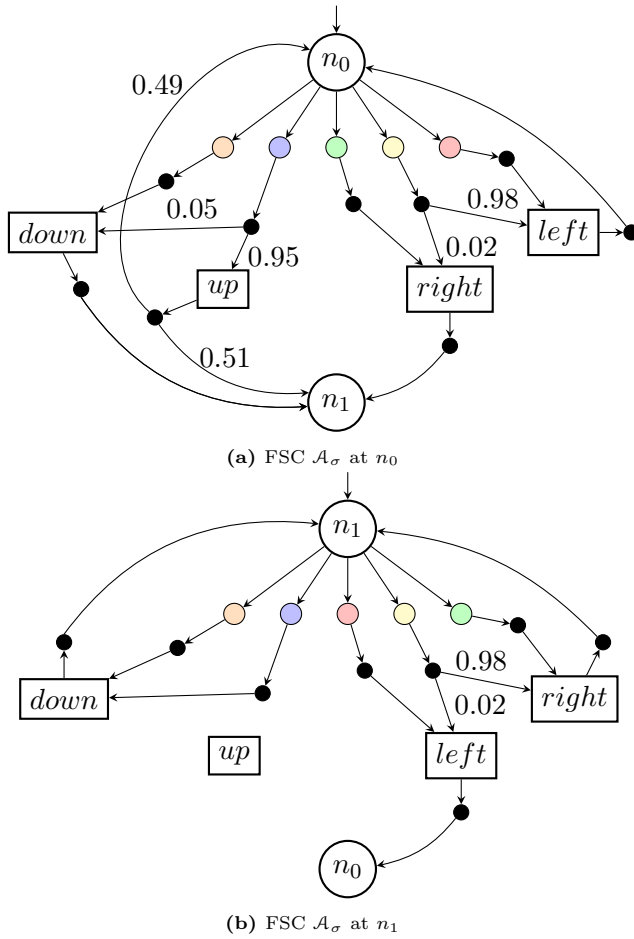 n₀
0.49
0.05
0.98
down
left
0.95
0.02
up
right
0.51
n₁
(a) FSC 𝒜σ at n₀
n₁
0.98
down
right
0.02
up
left
n₀
(b) FSC 𝒜σ at n₁